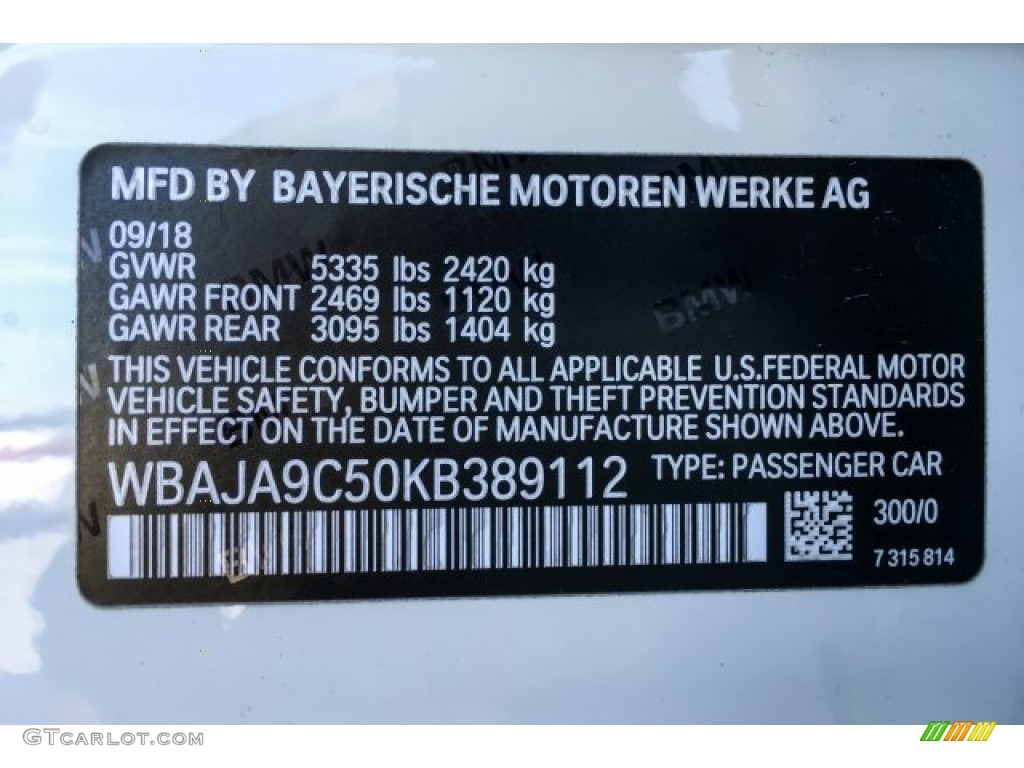 MFD BY BAYERISCHE MOTOREN WERKE AG
09/18
GVWR 5335 lbs 2420 kg
GAWR FRONT 2469 lbs 1120 kg
GAWR REAR 3095 lbs 1404 kg
THIS VEHICLE CONFORMS TO ALL APPLICABLE U.S.FEDERAL MOTOR
VEHICLE SAFETY, BUMPER AND THEFT PREVENTION STANDARDS
IN EFFECT ON THE DATE OF MANUFACTURE SHOWN ABOVE.
WBAJA9C50KB389112 TYPE: PASSENGER CAR
300/0
7 315 814
GTCarLot.com